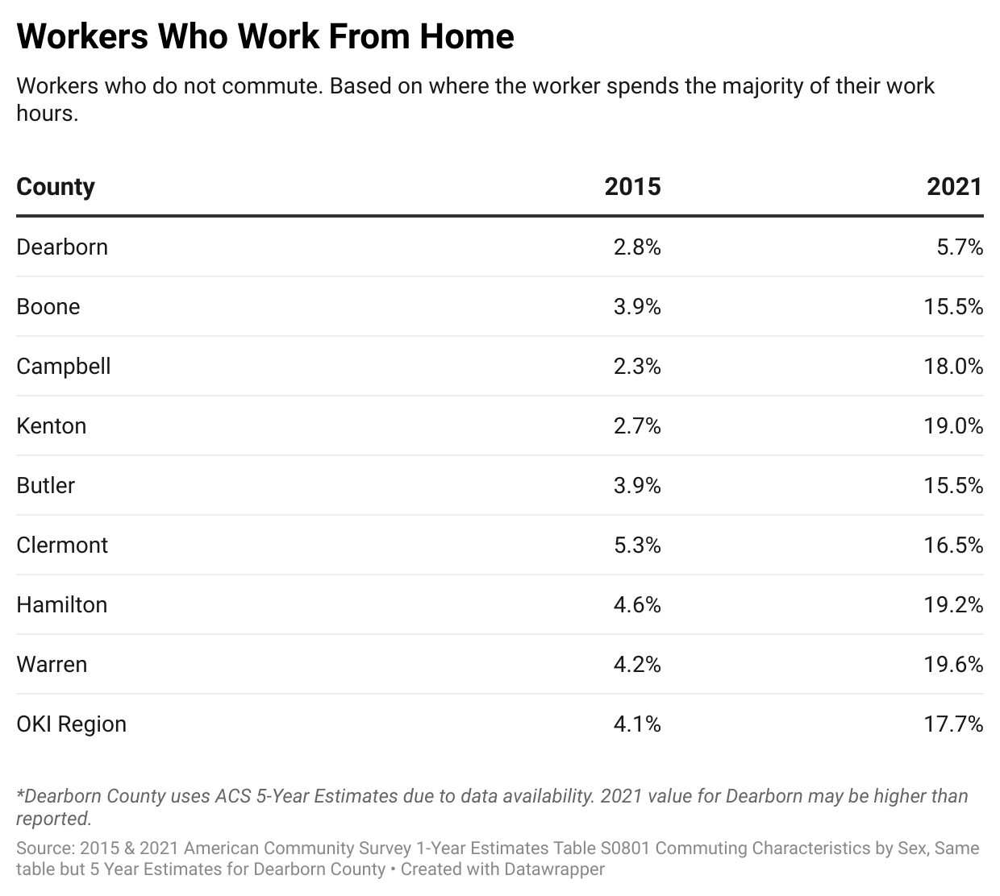 Workers Who Work From Home
Workers who do not commute. Based on where the worker spends the majority of their work
hours.
County 2015 2021
Dearborn 2.8% 5.7%
Boone 3.9% 15.5%
Campbell 2.3% 18.0%
Kenton 2.7% 19.0%
Butler 3.9% 15.5%
Clermont 5.3% 16.5%
Hamilton 4.6% 19.2%
Warren 4.2% 19.6%
OKI Region 4.1% 17.7%
*Dearborn County uses ACS 5-Year Estimates due to data availability. 2021 value for Dearborn may be higher than
reported.
Source: 2015 & 2021 American Community Survey 1-Year Estimates Table S0801 Commuting Characteristics by Sex, Same
table but 5 Year Estimates for Dearborn County • Created with Datawrapper